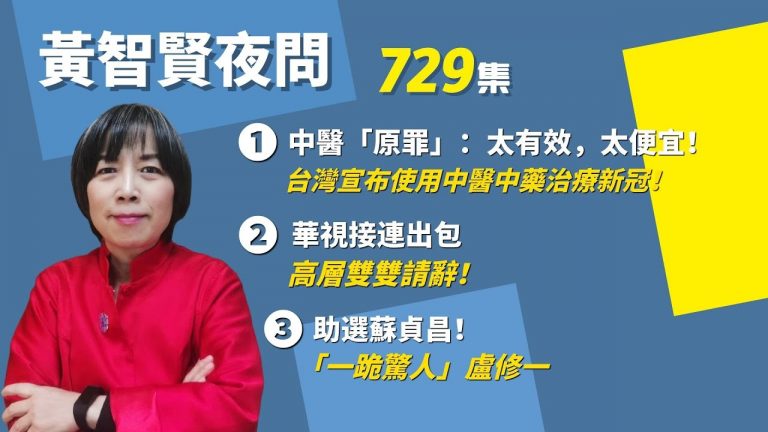 黃智賢夜問 729集
1 中醫「原罪」：太有效，太便宜！
台灣宣布使用中醫中藥治療新冠！
2 華視接連出包
高層雙雙請辭！
3 助選蘇貞昌！
「一跪驚人」盧修一